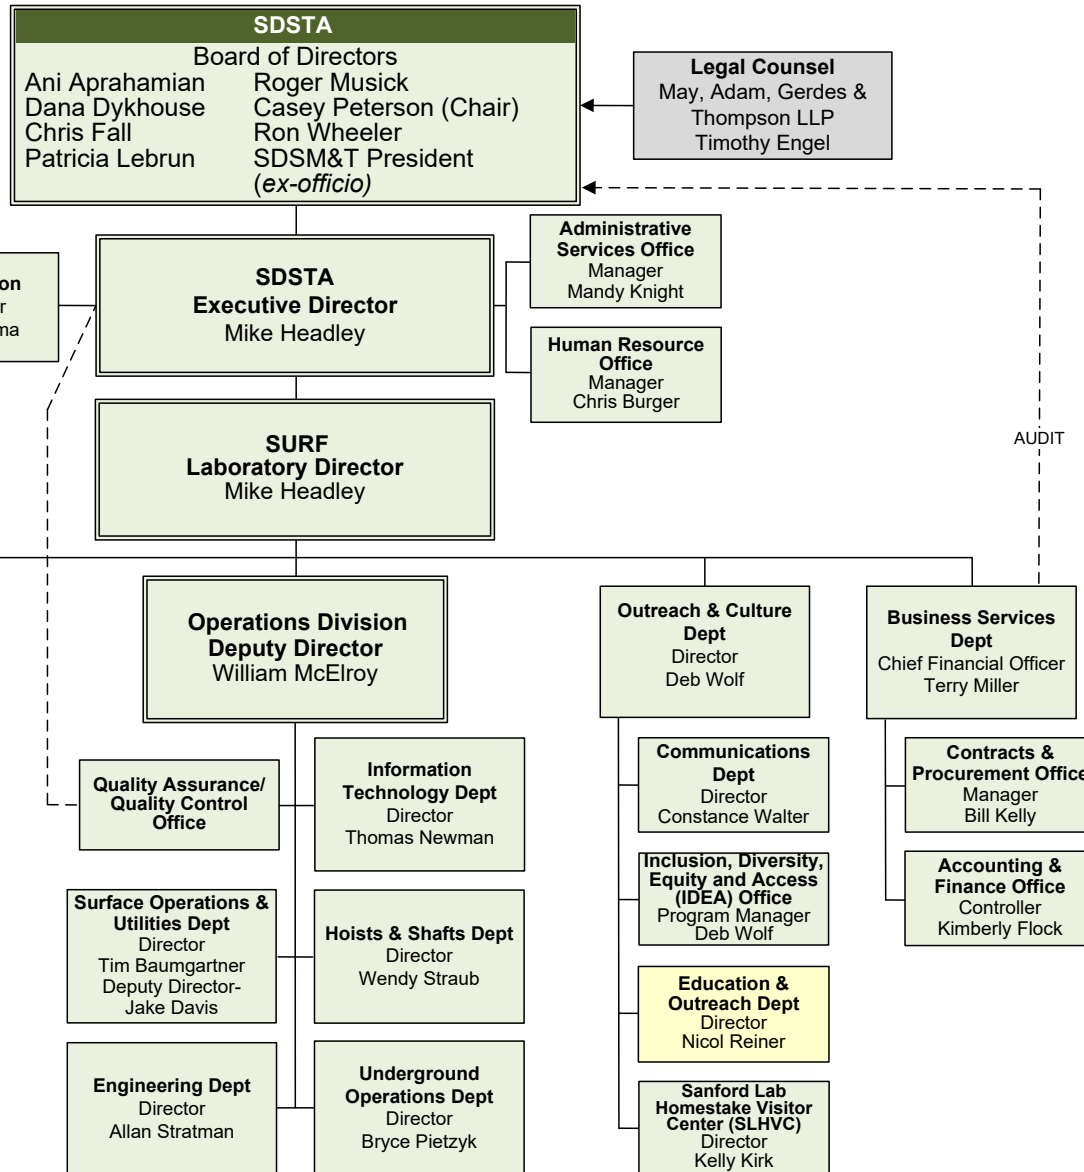 SDSTA
Board of Directors
Ani Aprahamian Roger Musick
Dana Dykhouse Casey Peterson (Chair)
Chris Fall Ron Wheeler
Patricia Lebrun SDSM&T President
(ex-officio)
Legal Counsel
May, Adam, Gerdes &
Thompson LLP
Timothy Engel
Administrative
Services Office
Manager
Mandy Knight
SDSTA
Executive Director
Mike Headley
Human Resource
Office
Manager
Chris Burger
SURF
Laboratory Director
Mike Headley
AUDIT
Operations Division
Deputy Director
William McElroy
Outreach & Culture
Dept
Director
Deb Wolf
Business Services
Dept
Chief Financial Officer
Terry Miller
Quality Assurance/
Quality Control
Office
Information
Technology Dept
Director
Thomas Newman
Communications
Dept
Director
Constance Walter
Contracts &
Procurement Office
Manager
Bill Kelly
Surface Operations &
Utilities Dept
Director
Tim Baumgartner
Deputy Director-
Jake Davis
Hoists & Shafts Dept
Director
Wendy Straub
Inclusion, Diversity,
Equity and Access
(IDEA) Office
Program Manager
Deb Wolf
Accounting &
Finance Office
Controller
Kimberly Flock
Education &
Outreach Dept
Director
Nicol Reiner
Engineering Dept
Director
Allan Stratman
Underground
Operations Dept
Director
Bryce Pietzyk
Sanford Lab
Homestake Visitor
Center (SLHVC)
Director
Kelly Kirk